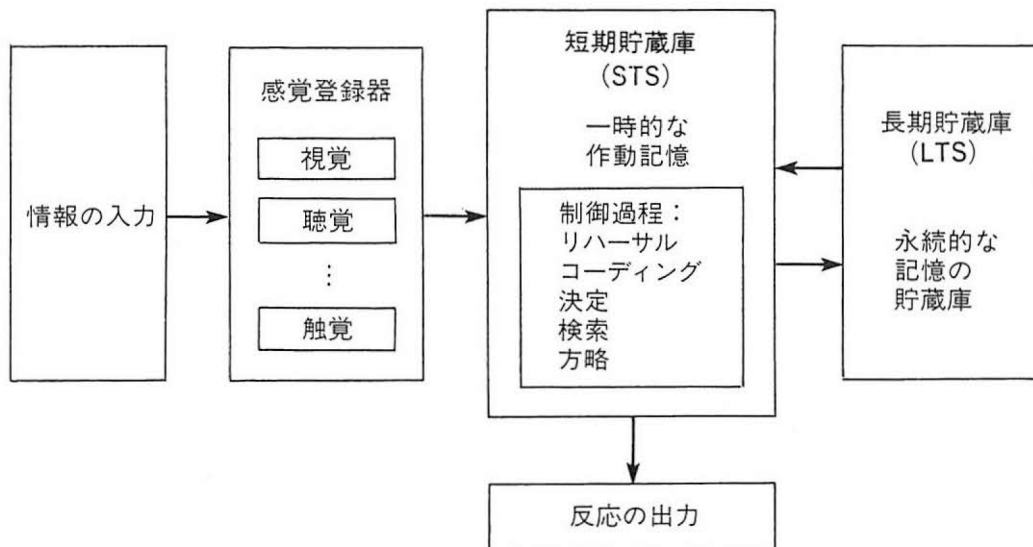 情報の入力
感覚登録器
視覚
聴覚
⋮
触覚
短期貯蔵庫
(STS)
一時的な
作動記憶
制御過程:
リハーサル
コーディング
決定
検索
方略
長期貯蔵庫
(LTS)
永続的な
記憶の
貯蔵庫
反応の出力